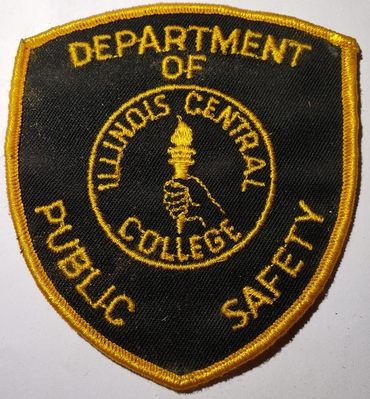 DEPARTMENT
OF
ILLINOIS CENTRAL
COLLEGE
PUBLIC
SAFETY